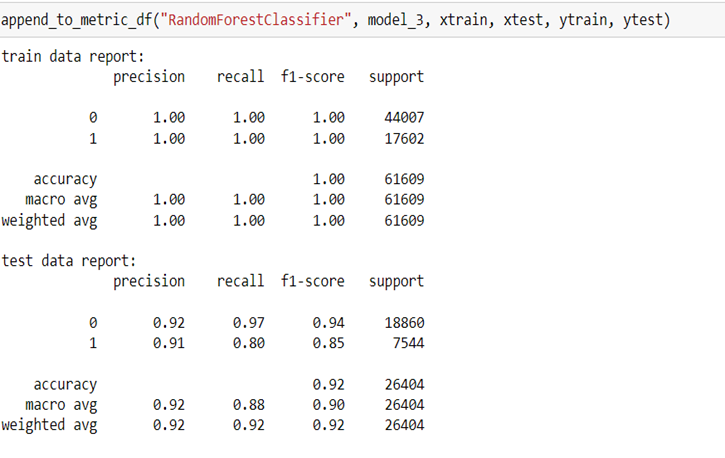 append_to_metric_df("RandomForestClassifier", model_3, xtrain, xtest, ytrain, ytest)
train data report:
precision recall f1-score support
0 1.00 1.00 1.00 44007
1 1.00 1.00 1.00 17602
accuracy 1.00 61609
macro avg 1.00 1.00 1.00 61609
weighted avg 1.00 1.00 1.00 61609
test data report:
precision recall f1-score support
0 0.92 0.97 0.94 18860
1 0.91 0.80 0.85 7544
accuracy 0.92 26404
macro avg 0.92 0.88 0.90 26404
weighted avg 0.92 0.92 0.92 26404